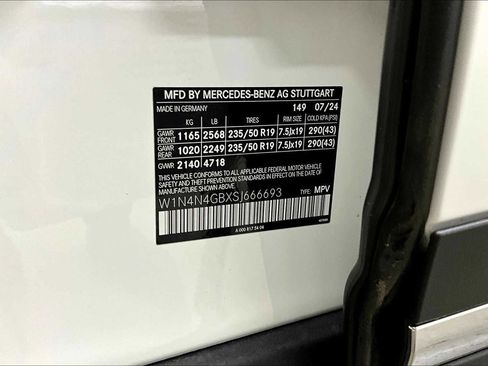 MFD BY MERCEDES-BENZ AG STUTTGART
MADE IN GERMANY 149 07/24
KG LB TIRES RIM SIZE COLD KPA (PSI)
GAWR FRONT 1165 2568 235/50 R19 7.5Jx19 290(43)
GAWR REAR 1020 2249 235/50 R19 7.5Jx19 290(43)
GVWR 2140 4718
THIS VEHICLE CONFORMS TO ALL APPLICABLE FEDERAL MOTOR VEHICLE
SAFETY AND THEFT PREVENTION STANDARDS IN EFFECT ON THE DATE OF
MANUFACTURE SHOWN ABOVE.
W1N4N4GBXSJ666693 TYPE: MPV
A 000 817 54 04